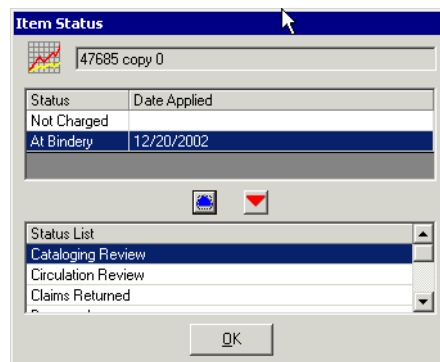 Item Status
47685 copy 0
Status Date Applied
Not Charged
At Bindery 12/20/2002
Status List
Cataloging Review
Circulation Review
Claims Returned
OK